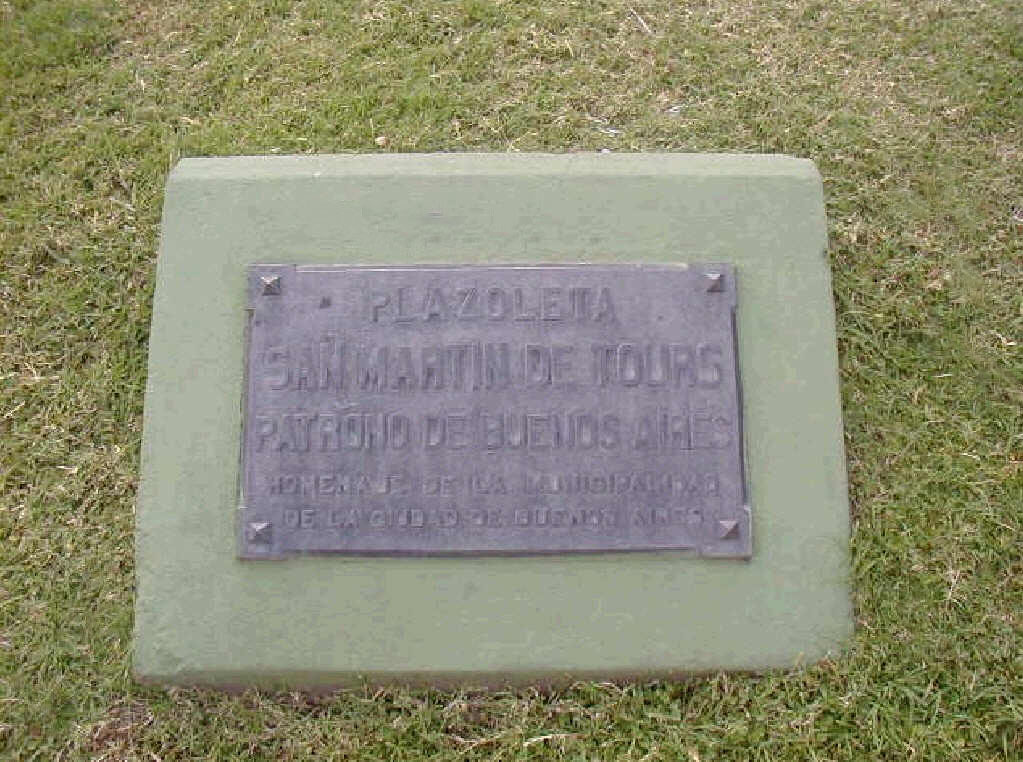 PLAZOLETA
SAN MARTIN DE TOURS
PATRONO DE BUENOS AIRES
HOMENAJE DE LA MUNICIPALIDAD
DE LA CIUDAD DE BUENOS AIRES